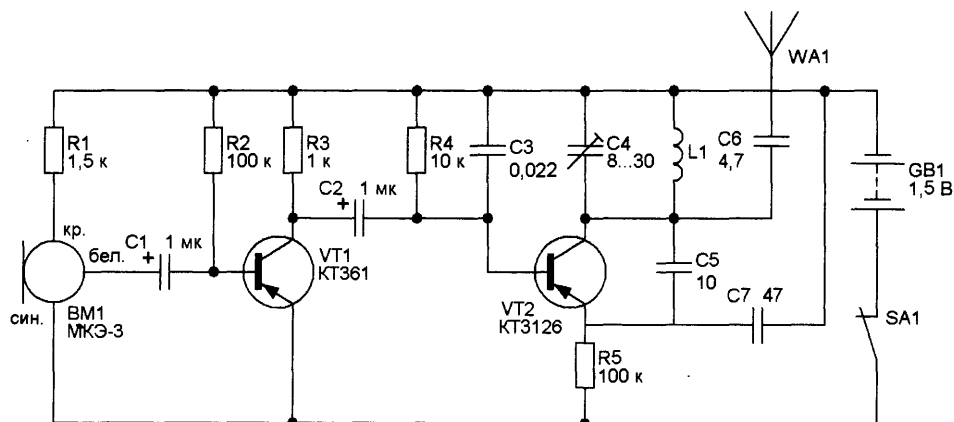 WA1
R1
1,5 к
R2
100 к
R3
1 к
R4
10 к
C3
0,022
C4
8...30
L1
C6
4,7
GB1
1,5 В
C2
+
1 мк
кр.
бел.
C1
+
1 мк
VT1
КТ361
син.
BM1
МКЭ-3
VT2
КТ3126
C5
10
C7
47
SA1
R5
100 к